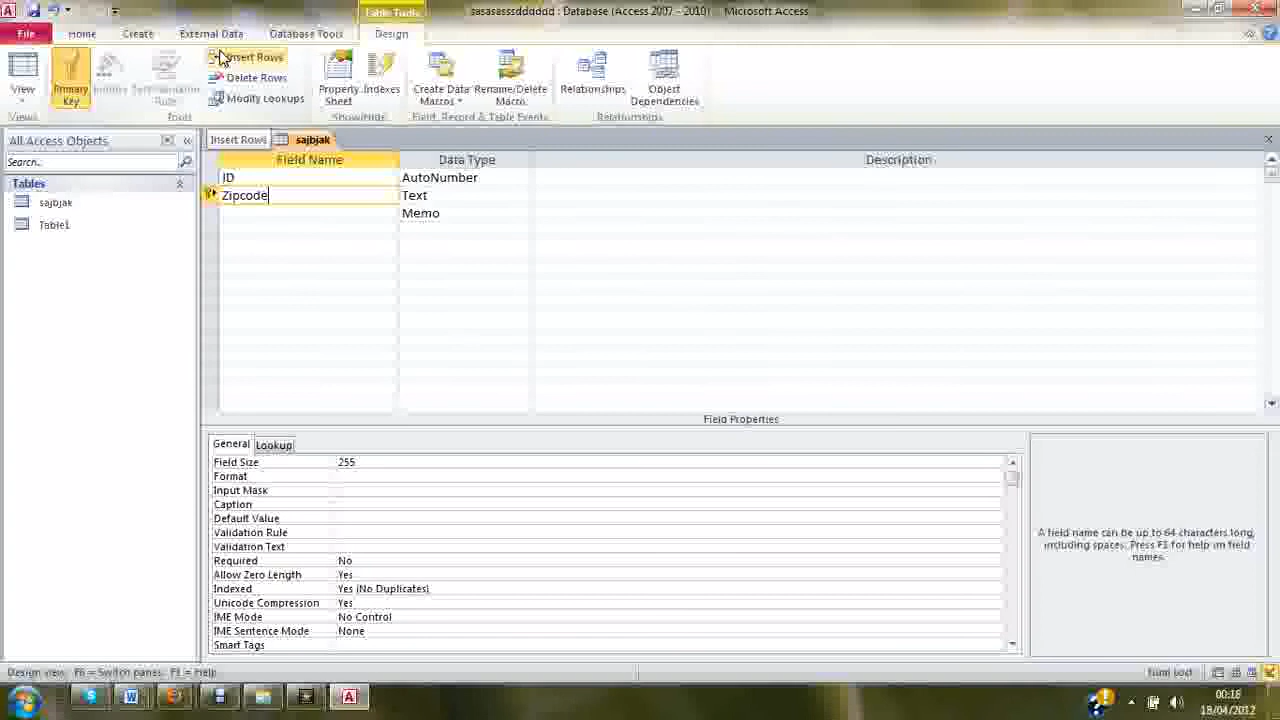 Table Tools
sasasesssdddddd : Database (Access 2007 - 2010) - Microsoft Access
File Home Create External Data Database Tools Design
View
Primary Key
Rule
Insert Rows
Delete Rows
Modify Lookups
Property Sheet
Indexes
Create Data Macros
Rename/Delete Macro
Relationships
Object Dependencies
Views Tools Show/Hide Field, Record & Table Events Relationships
All Access Objects
Search...
Tables
sajbjak
Table1
Insert Rows sajbjak
Field Name Data Type Description
ID AutoNumber
Zipcode Text
Memo
Field Properties
General Lookup
Field Size 255
Format
Input Mask
Caption
Default Value
Validation Rule
Validation Text
Required No
Allow Zero Length Yes
Indexed Yes (No Duplicates)
Unicode Compression Yes
IME Mode No Control
IME Sentence Mode None
Smart Tags
A field name can be up to 64 characters long,
including spaces. Press F1 for help on field
names.
Design view. F6 = Switch panes. F1 = Help. Num Lock
00:18
18/04/2012